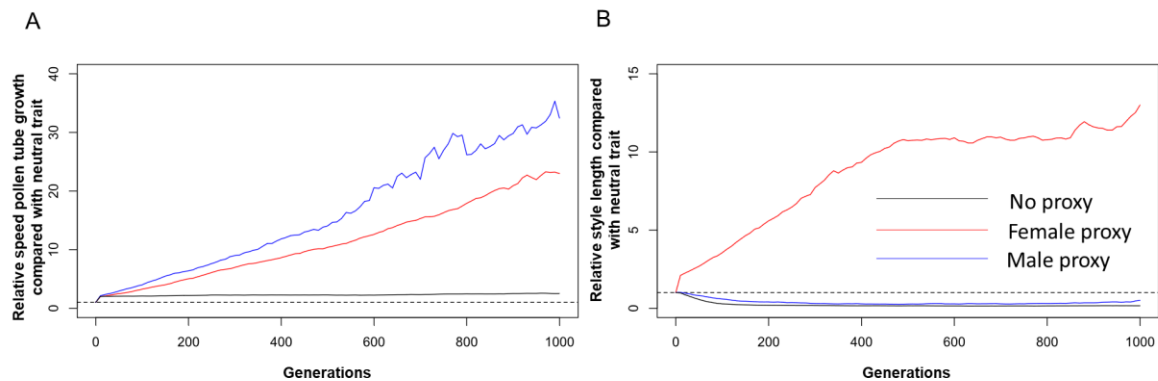 A
Relative speed pollen tube growth
compared with neutral trait
40
30
20
10
0
0 200 400 600 800 1000
Generations
B
Relative style length compared
with neutral trait
15
10
5
0
No proxy
Female proxy
Male proxy
0 200 400 600 800 1000
Generations